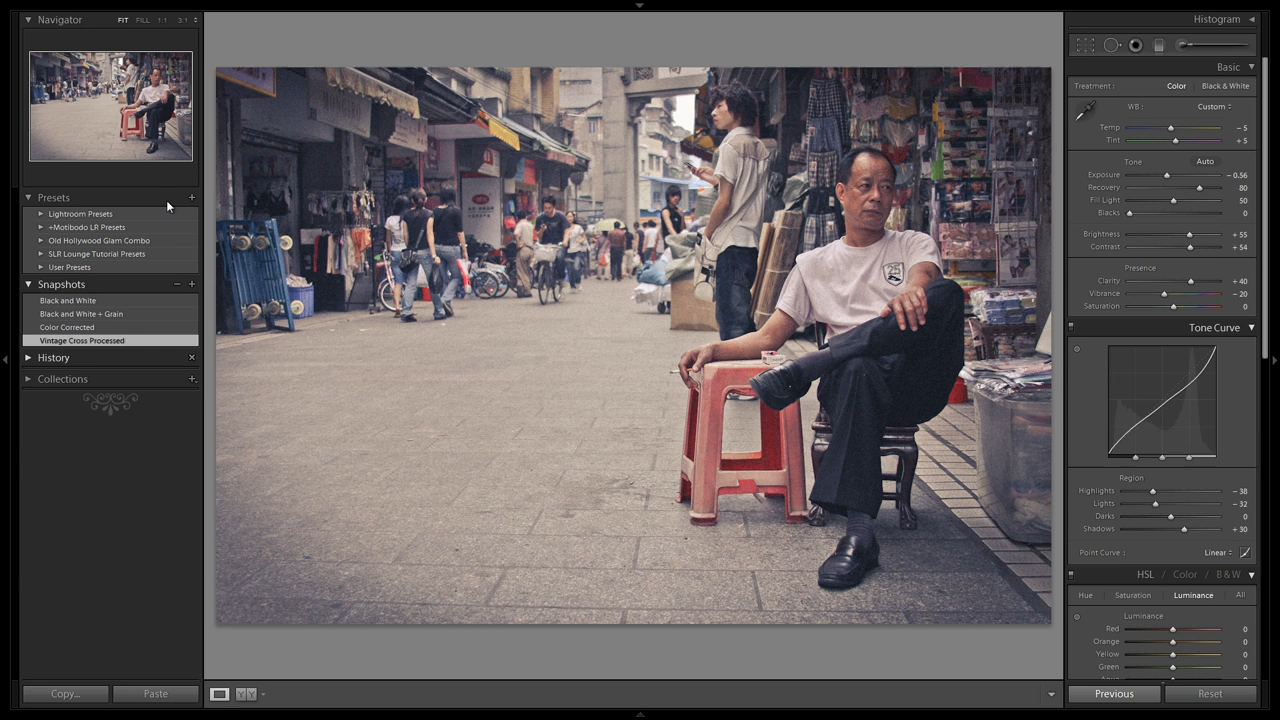 Navigator FIT FILL 1:1 3:1
Presets +
Lightroom Presets
+Motibodo LR Presets
Old Hollywood Glam Combo
SLR Lounge Tutorial Presets
User Presets
Snapshots − +
Black and White
Black and White + Grain
Color Corrected
Vintage Cross Processed
History ×
Collections +
Copy... Paste
25
YY
Histogram
Basic
Treatment: Color Black & White
WB: Custom
Temp − 5
Tint + 5
Tone Auto
Exposure − 0.56
Recovery 80
Fill Light 50
Blacks 0
Brightness + 55
Contrast + 54
Presence
Clarity + 40
Vibrance − 20
Saturation 0
Tone Curve
Region
Highlights − 38
Lights − 32
Darks 0
Shadows + 30
Point Curve: Linear
HSL / Color / B & W
Hue Saturation Luminance All
Luminance
Red 0
Orange 0
Yellow 0
Green 0
Previous Reset